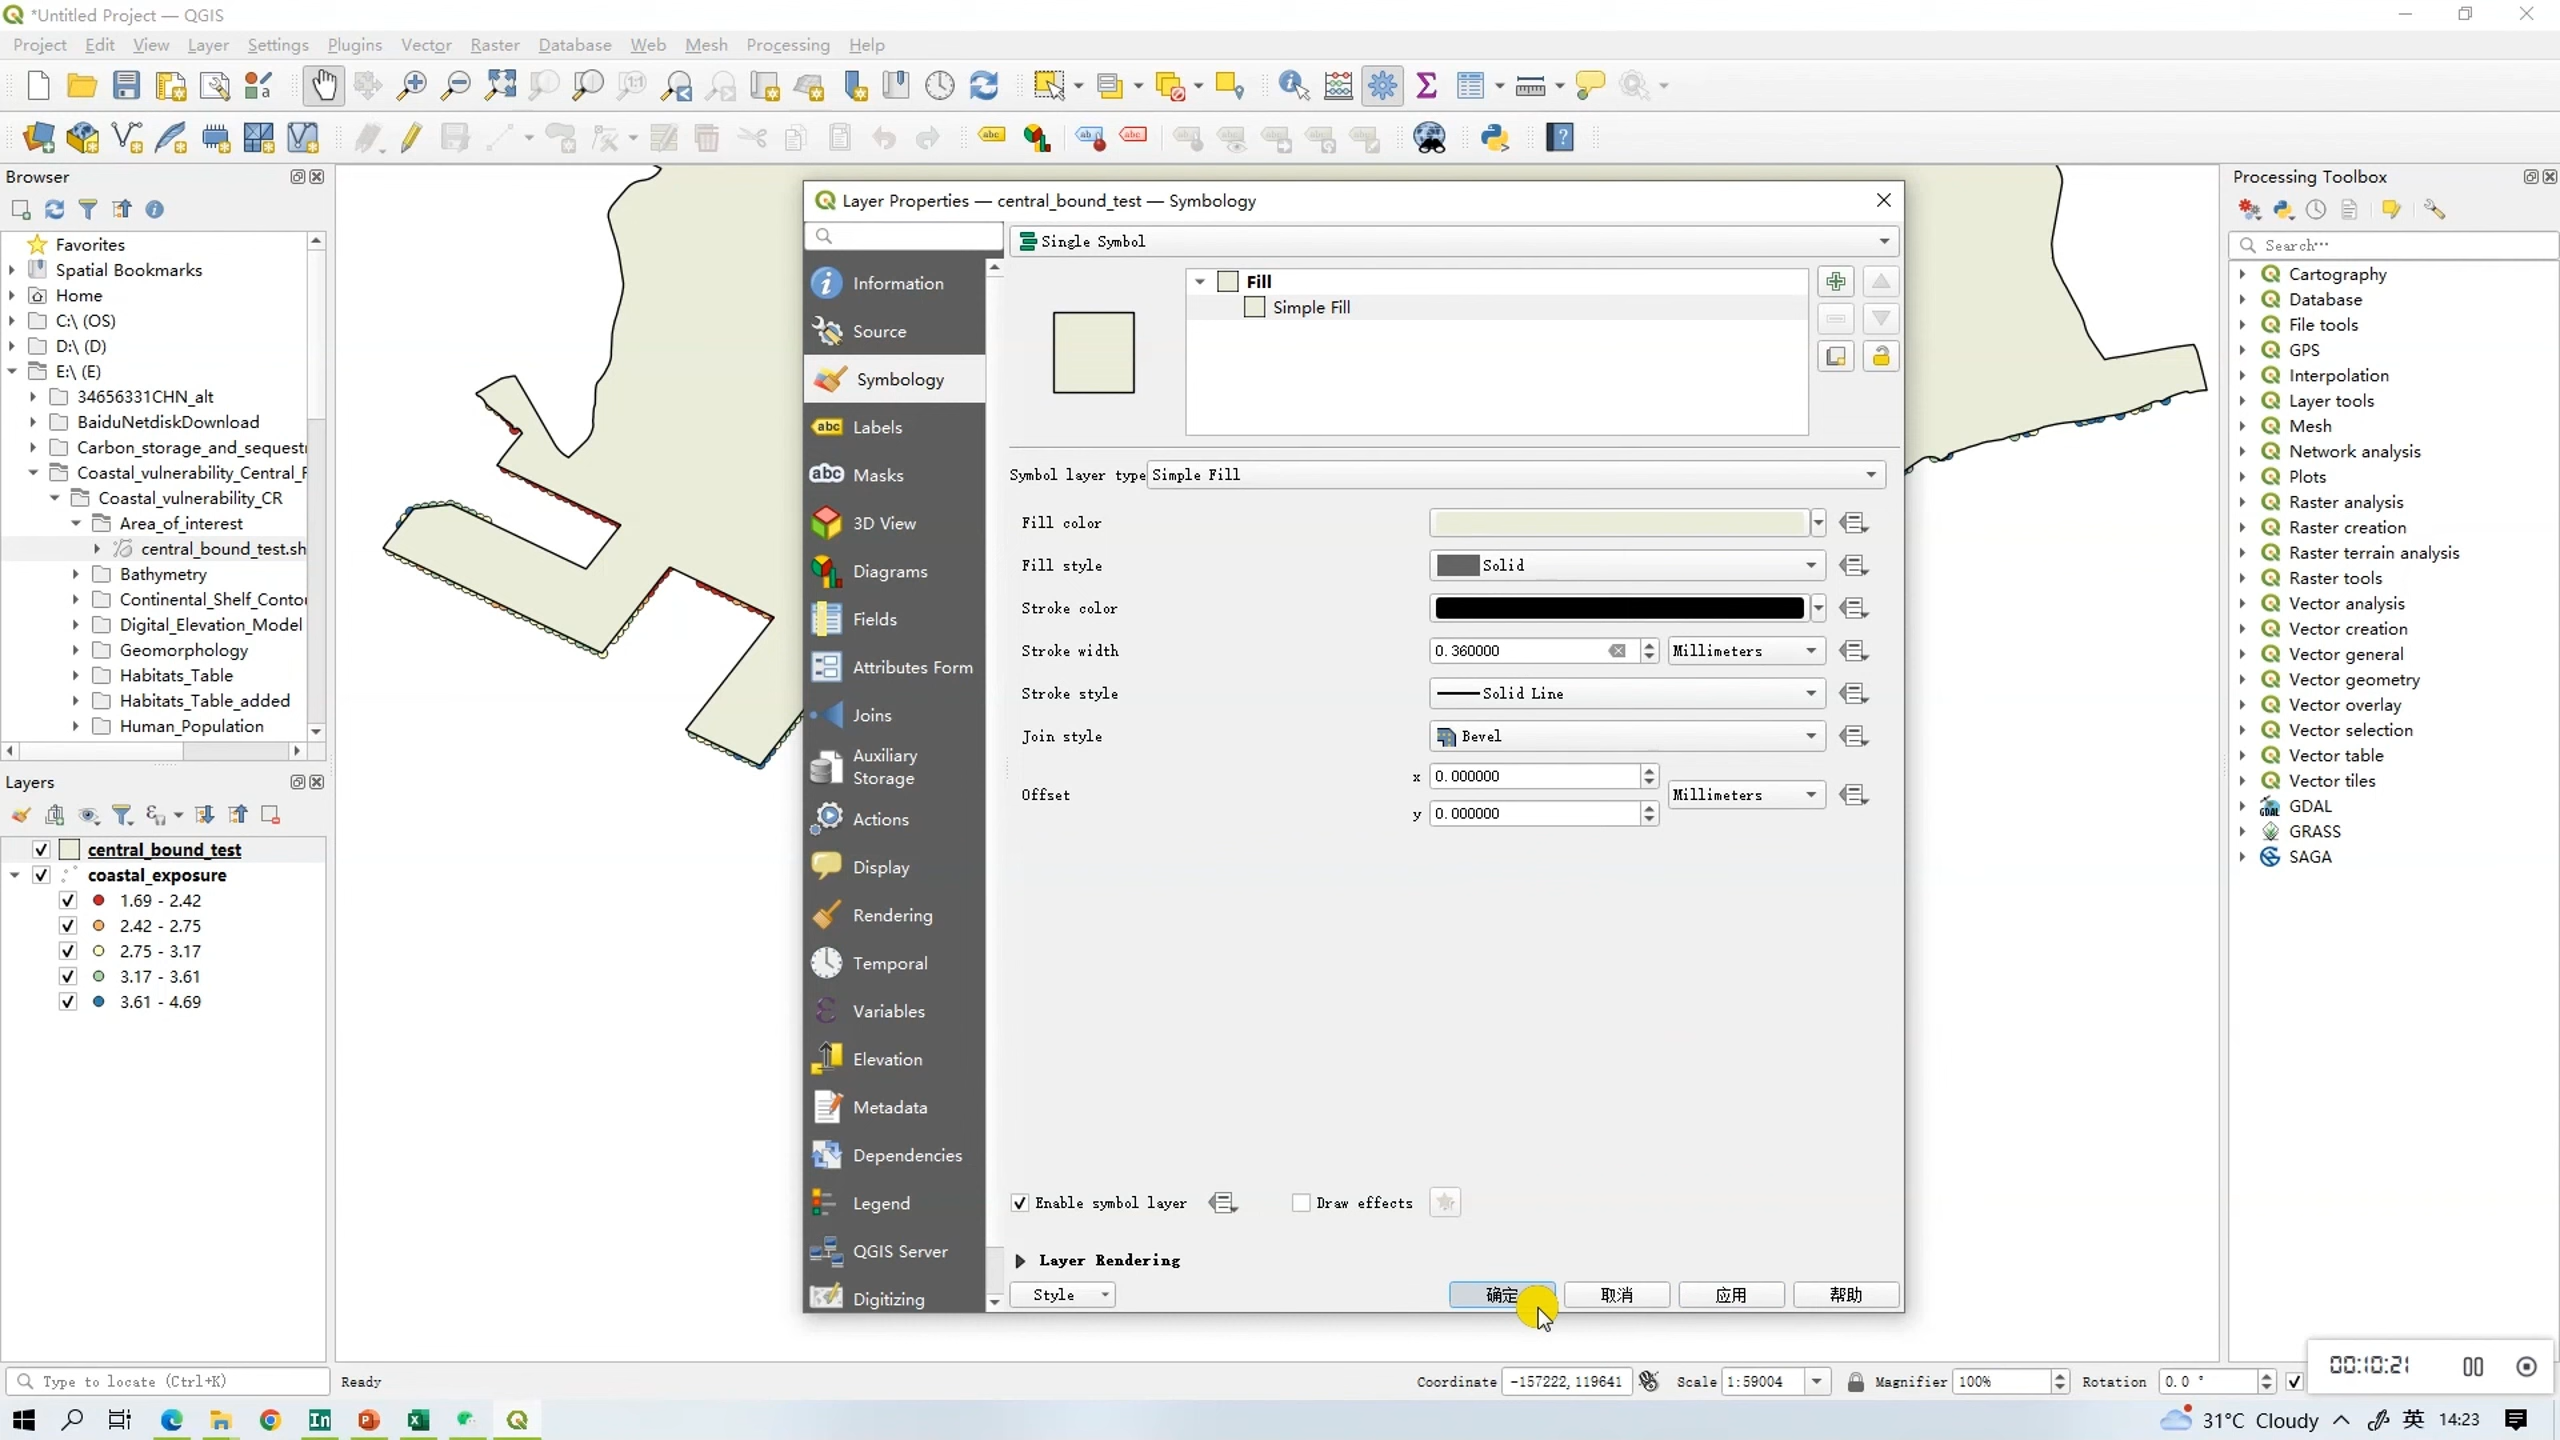 *Untitled Project — QGIS
Project Edit View Layer Settings Plugins Vector Raster Database Web Mesh Processing Help
Browser
Favorites
Spatial Bookmarks
Home
C:\ (OS)
D:\ (D)
E:\ (E)
34656331CHN_alt
BaiduNetdiskDownload
Carbon_storage_and_sequest
Coastal_vulnerability_Central_F
Coastal_vulnerability_CR
Area_of_interest
central_bound_test.sh
Bathymetry
Continental_Shelf_Conto
Digital_Elevation_Model
Geomorphology
Habitats_Table
Habitats_Table_added
Human_Population
Layers
central_bound_test
coastal_exposure
1.69 - 2.42
2.42 - 2.75
2.75 - 3.17
3.17 - 3.61
3.61 - 4.69
Layer Properties — central_bound_test — Symbology
Information
Source
Symbology
Labels
Masks
3D View
Diagrams
Fields
Attributes Form
Joins
Auxiliary
Storage
Actions
Display
Rendering
Temporal
Variables
Elevation
Metadata
Dependencies
Legend
QGIS Server
Digitizing
Single Symbol
Fill
Simple Fill
Symbol layer type Simple Fill
Fill color
Fill style Solid
Stroke color
Stroke width 0.360000 Millimeters
Stroke style Solid Line
Join style Bevel
Offset x 0.000000 Millimeters
y 0.000000
Enable symbol layer Draw effects
Layer Rendering
Style 确定 取消 应用 帮助
Processing Toolbox
Search…
Cartography
Database
File tools
GPS
Interpolation
Layer tools
Mesh
Network analysis
Plots
Raster analysis
Raster creation
Raster terrain analysis
Raster tools
Vector analysis
Vector creation
Vector general
Vector geometry
Vector overlay
Vector selection
Vector table
Vector tiles
GDAL
GRASS
SAGA
Type to locate (Ctrl+K) Ready Coordinate -157222,119641 Scale 1:59004 Magnifier 100% Rotation 0.0 °
00:10:21
31°C Cloudy 英 14:23